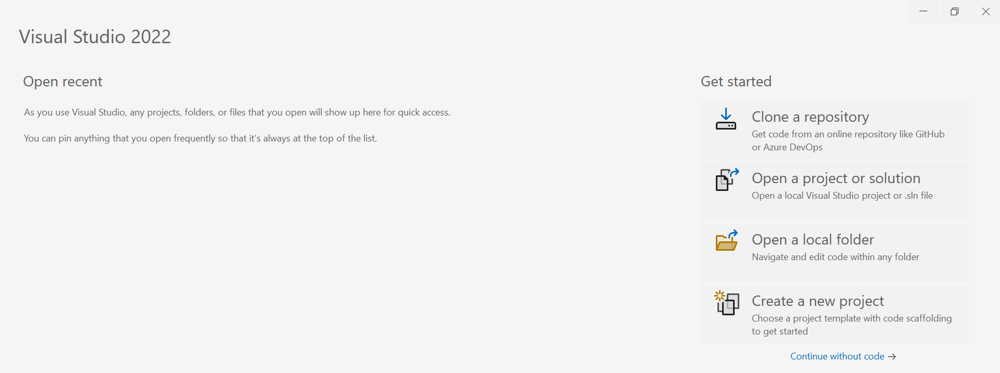 Visual Studio 2022
Open recent
As you use Visual Studio, any projects, folders, or files that you open will show up here for quick access.
You can pin anything that you open frequently so that it's always at the top of the list.
Get started
Clone a repository
Get code from an online repository like GitHub
or Azure DevOps
Open a project or solution
Open a local Visual Studio project or .sln file
Open a local folder
Navigate and edit code within any folder
Create a new project
Choose a project template with code scaffolding
to get started
Continue without code →